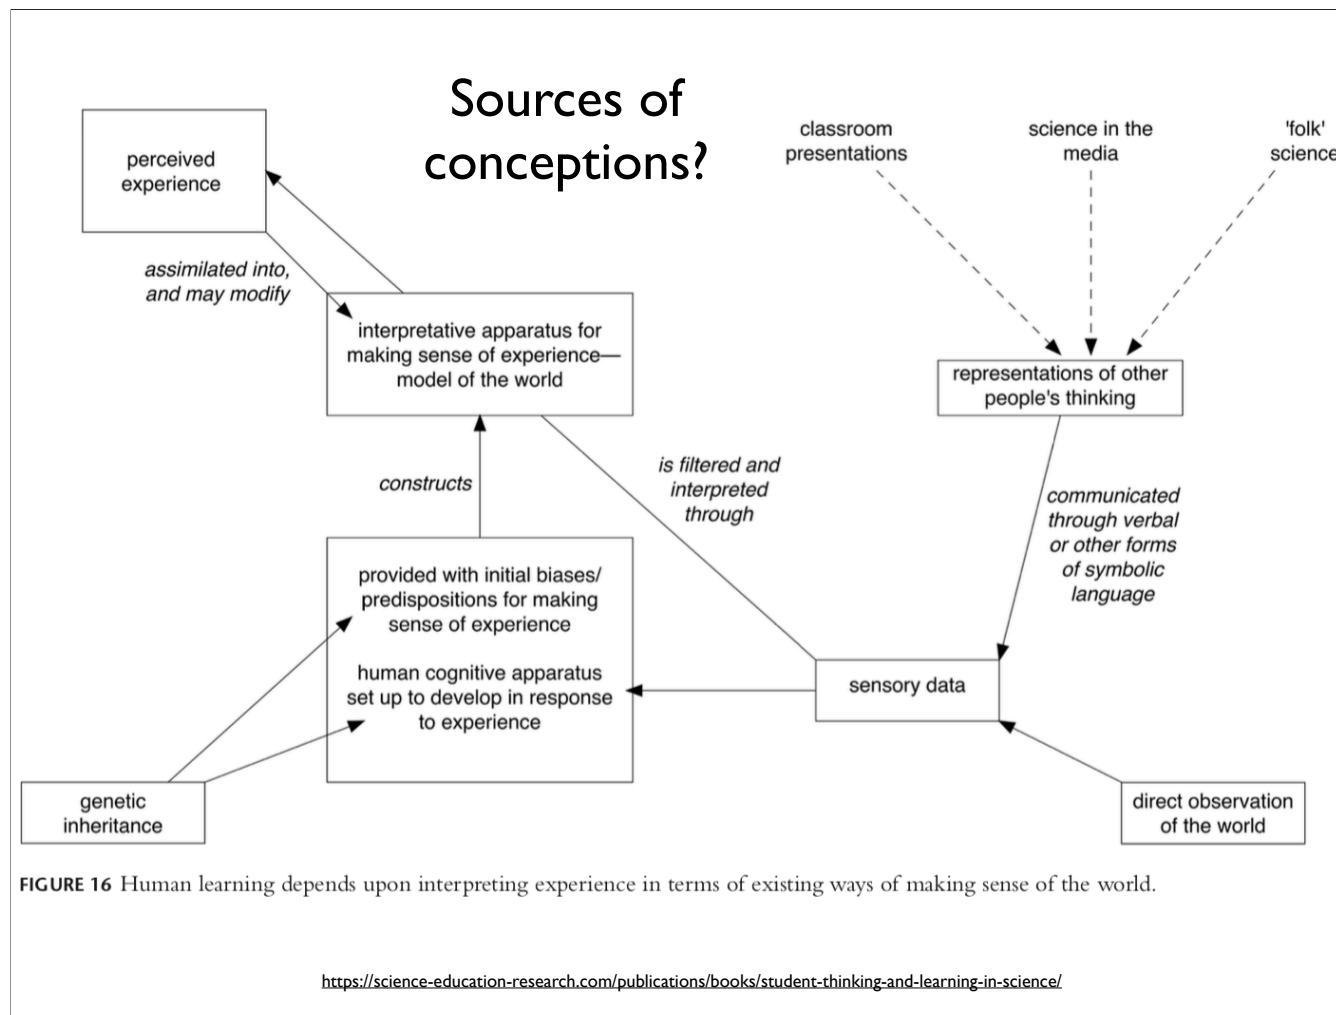 Sources of
conceptions?
perceived
experience
classroom
presentations
science in the
media
'folk'
science
assimilated into,
and may modify
interpretative apparatus for
making sense of experience—
model of the world
representations of other
people's thinking
constructs
is filtered and
interpreted
through
communicated
through verbal
or other forms
of symbolic
language
provided with initial biases/
predispositions for making
sense of experience
human cognitive apparatus
set up to develop in response
to experience
sensory data
genetic
inheritance
direct observation
of the world
FIGURE 16 Human learning depends upon interpreting experience in terms of existing ways of making sense of the world.
https://science-education-research.com/publications/books/student-thinking-and-learning-in-science/